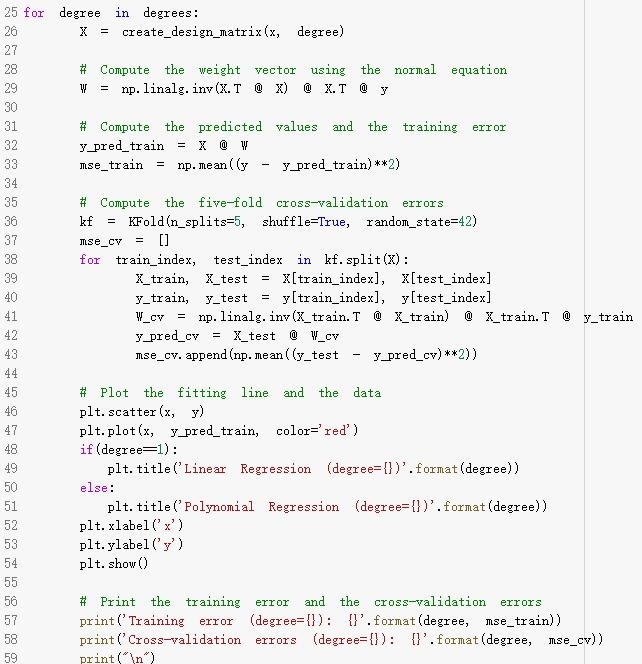 25 for degree in degrees:
26 X = create_design_matrix(x, degree)
27
28 # Compute the weight vector using the normal equation
29 W = np.linalg.inv(X.T @ X) @ X.T @ y
30
31 # Compute the predicted values and the training error
32 y_pred_train = X @ W
33 mse_train = np.mean((y - y_pred_train)**2)
34
35 # Compute the five-fold cross-validation errors
36 kf = KFold(n_splits=5, shuffle=True, random_state=42)
37 mse_cv = []
38 for train_index, test_index in kf.split(X):
39 X_train, X_test = X[train_index], X[test_index]
40 y_train, y_test = y[train_index], y[test_index]
41 W_cv = np.linalg.inv(X_train.T @ X_train) @ X_train.T @ y_train
42 y_pred_cv = X_test @ W_cv
43 mse_cv.append(np.mean((y_test - y_pred_cv)**2))
44
45 # Plot the fitting line and the data
46 plt.scatter(x, y)
47 plt.plot(x, y_pred_train, color='red')
48 if(degree==1):
49 plt.title('Linear Regression (degree={})'.format(degree))
50 else:
51 plt.title('Polynomial Regression (degree={})'.format(degree))
52 plt.xlabel('x')
53 plt.ylabel('y')
54 plt.show()
55
56 # Print the training error and the cross-validation errors
57 print('Training error (degree={}): {}'.format(degree, mse_train))
58 print('Cross-validation errors (degree={}): {}'.format(degree, mse_cv))
59 print("\n")